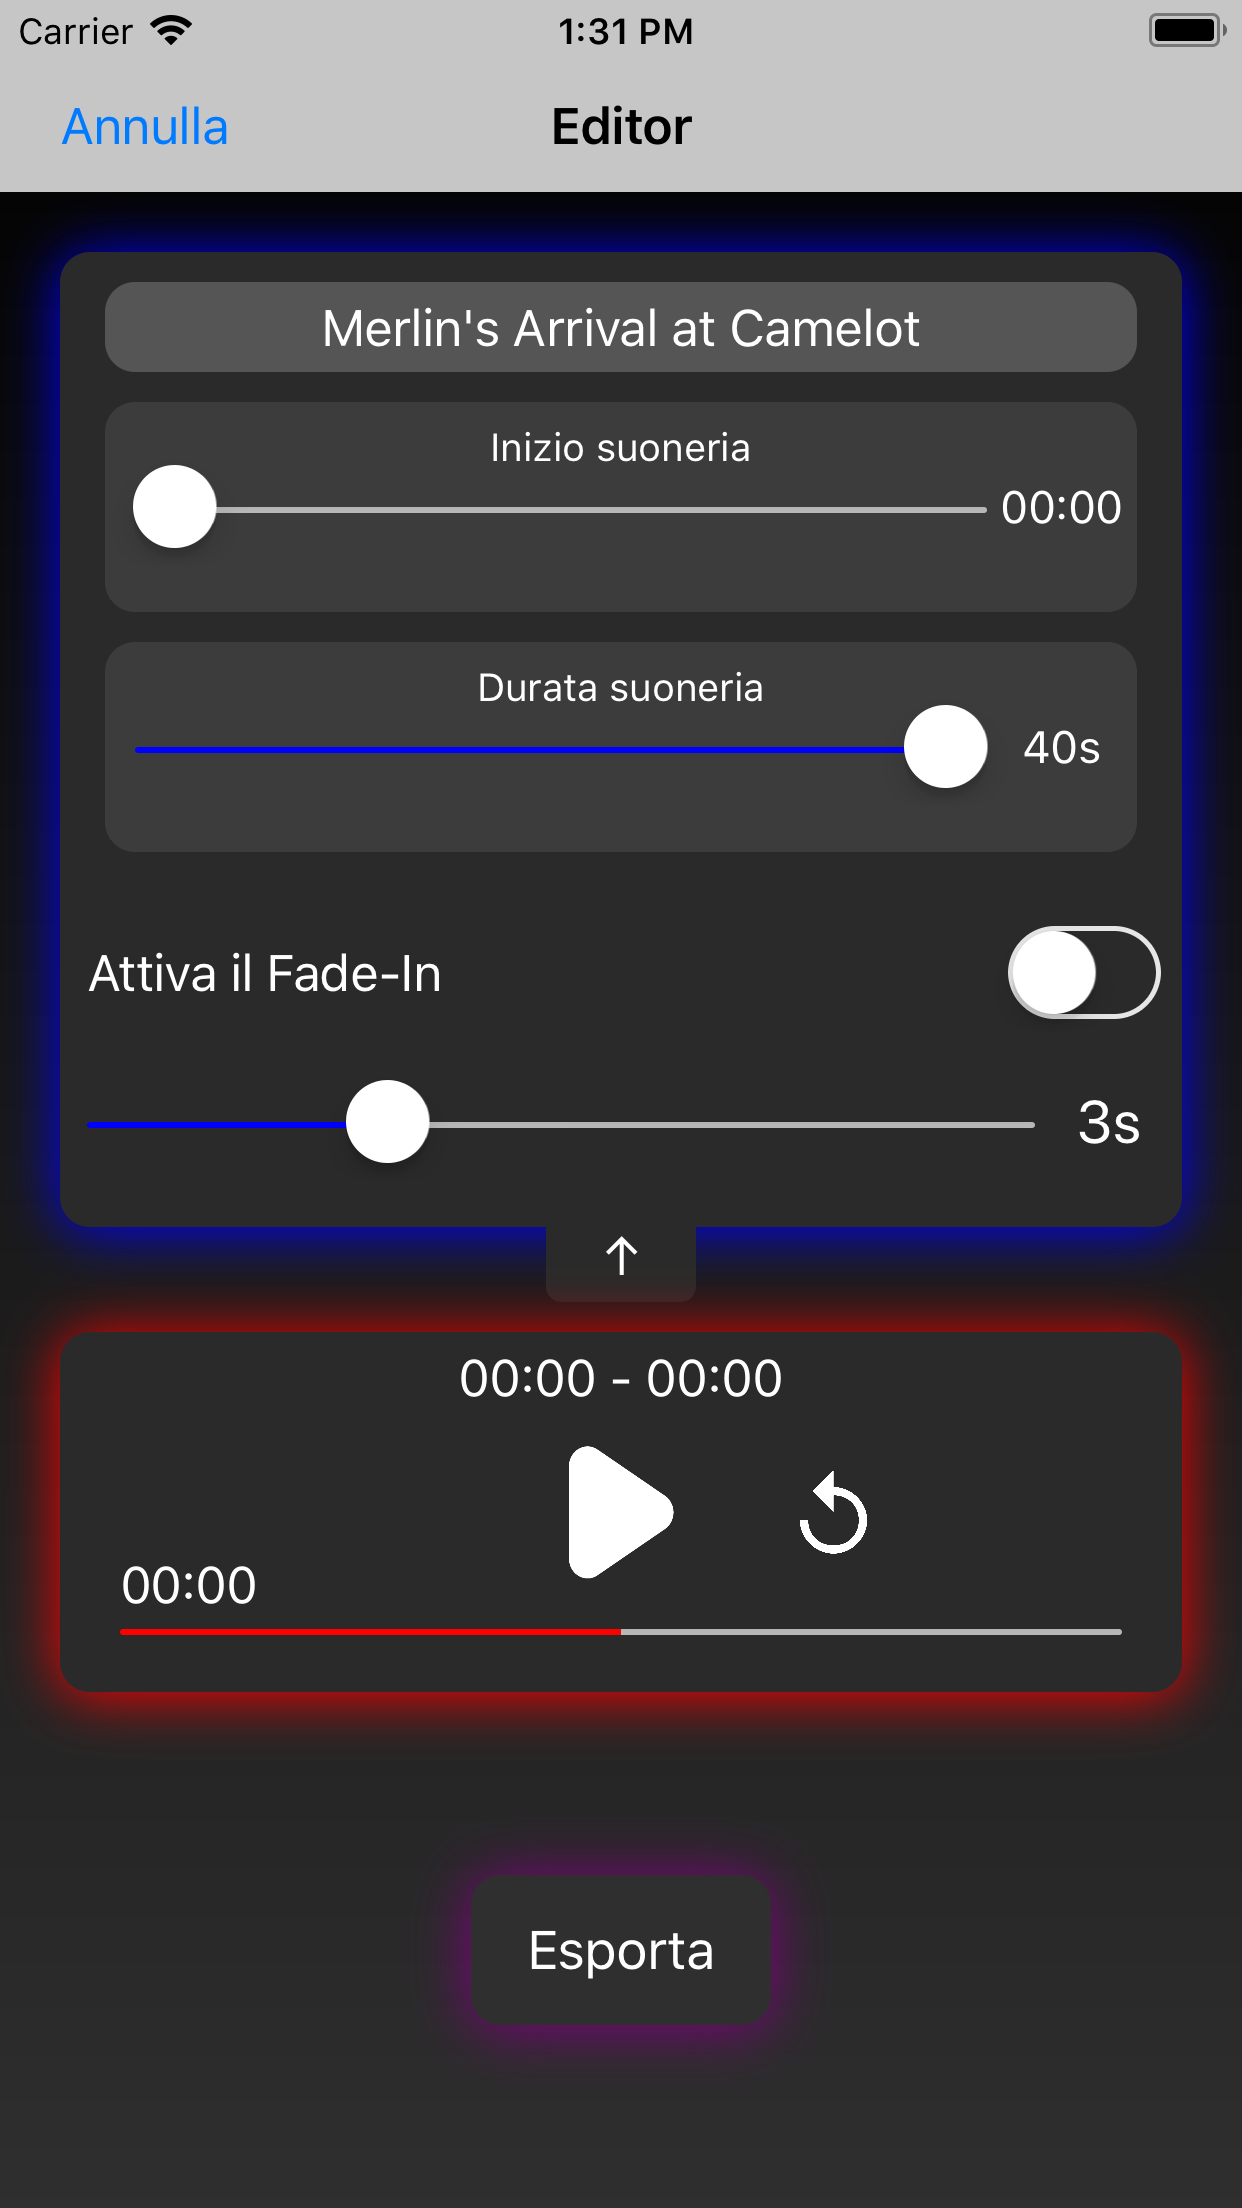 Carrier 1:31 PM
Annulla Editor
Merlin's Arrival at Camelot
Inizio suoneria
00:00
Durata suoneria
40s
Attiva il Fade-In
3s
00:00 - 00:00
00:00
Esporta